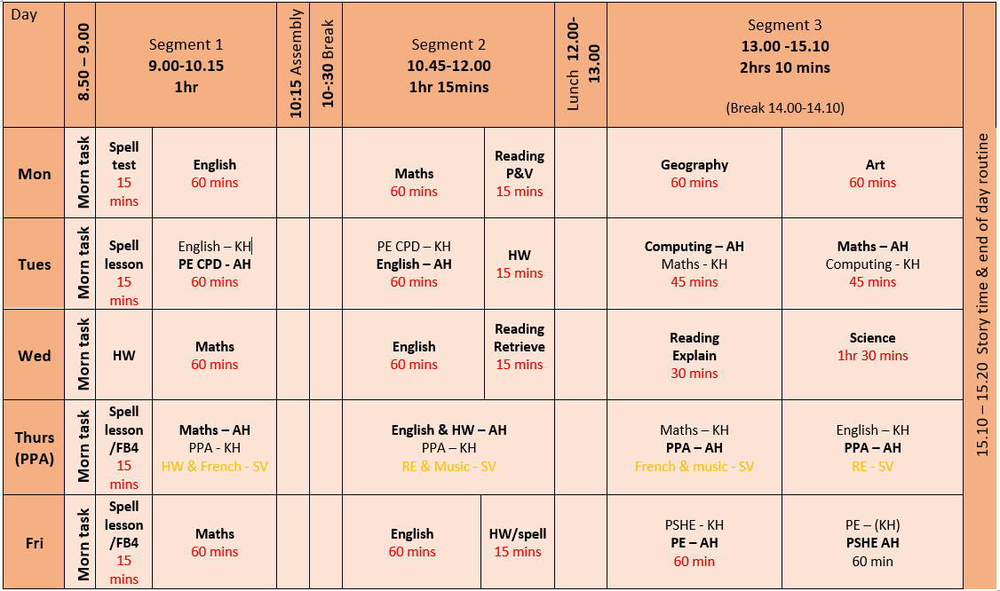 Day
8.50 – 9.00
Segment 1
9.00-10.15
1hr
10:15 Assembly
10-:30 Break
Segment 2
10.45-12.00
1hr 15mins
Lunch 12.00-
13.00
Segment 3
13.00 -15.10
2hrs 10 mins
(Break 14.00-14.10)
15.10 – 15.20 Story time & end of day routine
Mon
Morn task
Spell
test
15
mins
English
60 mins
Maths
60 mins
Reading
P&V
15 mins
Geography
60 mins
Art
60 mins
Tues
Morn task
Spell
lesson
15
mins
English – KH
PE CPD - AH
60 mins
PE CPD – KH
English – AH
60 mins
HW
15 mins
Computing – AH
Maths - KH
45 mins
Maths – AH
Computing - KH
45 mins
Wed
Morn task
HW
Maths
60 mins
English
60 mins
Reading
Retrieve
15 mins
Reading
Explain
30 mins
Science
1hr 30 mins
Thurs
(PPA)
Morn task
Spell
lesson
/FB4
15
mins
Maths – AH
PPA - KH
HW & French - SV
English & HW – AH
PPA – KH
RE & Music - SV
Maths – KH
PPA – AH
French & music - SV
English – KH
PPA – AH
RE - SV
Fri
Morn task
Spell
lesson
/FB4
15
mins
Maths
60 mins
English
60 mins
HW/spell
15 mins
PSHE - KH
PE – AH
60 min
PE – (KH)
PSHE AH
60 min